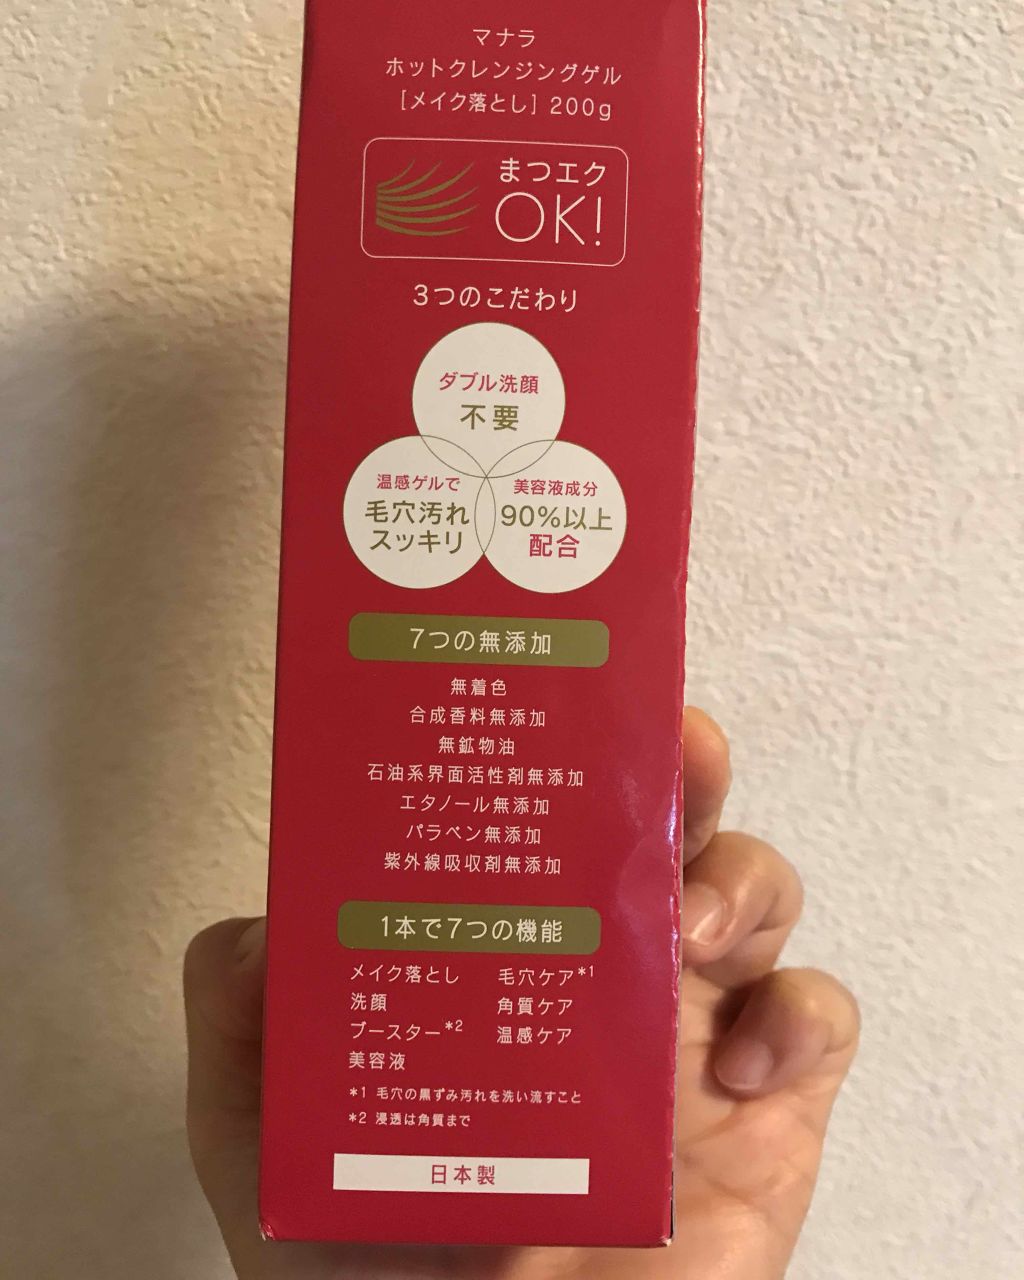 マナラ
ホットクレンジングゲル
[メイク落とし] 200g
まつエク
OK!
3つのこだわり
ダブル洗顔
不要
温感ゲルで
毛穴汚れ
スッキリ
美容液成分
90%以上
配合
7つの無添加
無着色
合成香料無添加
無鉱物油
石油系界面活性剤無添加
エタノール無添加
パラベン無添加
紫外線吸収剤無添加
1本で7つの機能
メイク落とし
洗顔
ブースター*2
美容液
毛穴ケア*1
角質ケア
温感ケア
*1 毛穴の黒ずみ汚れを洗い流すこと
*2 浸透は角質まで
日本製